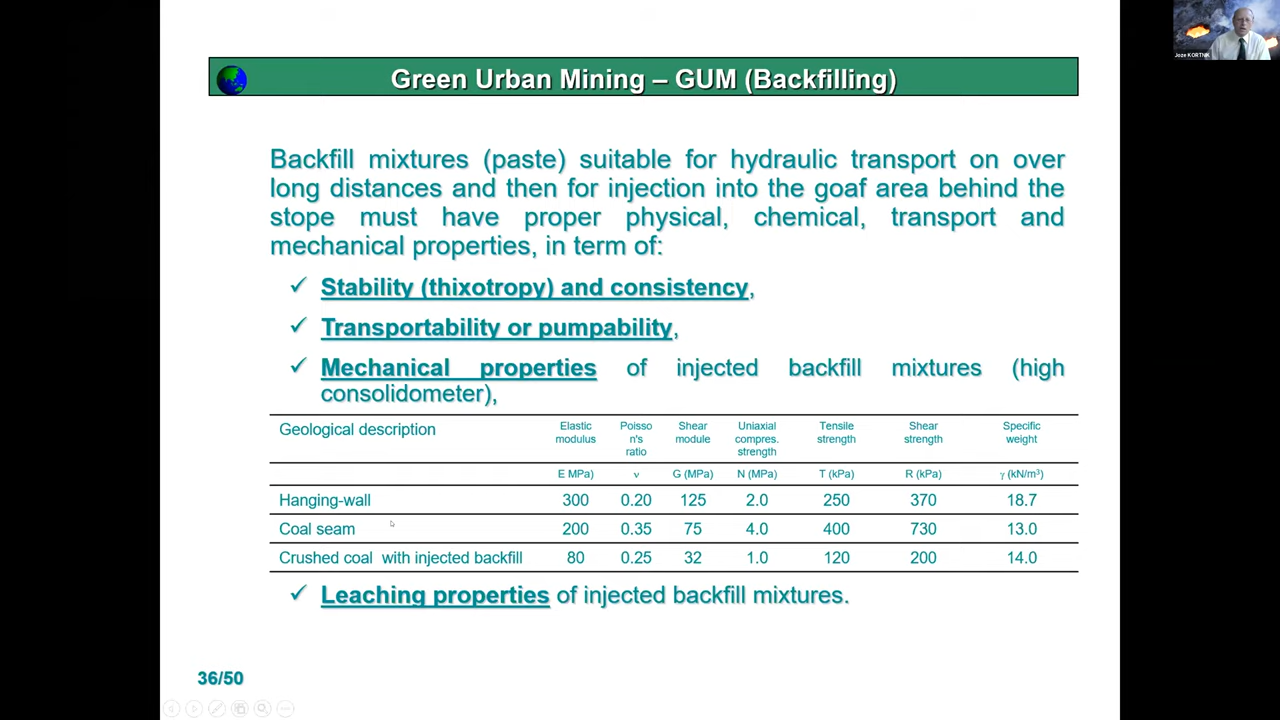 Joze KORTNIK
Green Urban Mining – GUM (Backfilling)
Backfill mixtures (paste) suitable for hydraulic transport on over
long distances and then for injection into the goaf area behind the
stope must have proper physical, chemical, transport and
mechanical properties, in term of:
✓ Stability (thixotropy) and consistency,
✓ Transportability or pumpability,
✓ Mechanical properties of injected backfill mixtures (high
consolidometer),
Geological description Elastic modulus Poisso n's ratio Shear module Uniaxial compres. strength Tensile strength Shear strength Specific weight
E MPa) ν G (MPa) N (MPa) T (kPa) R (kPa) γ (kN/m³)
Hanging-wall 300 0.20 125 2.0 250 370 18.7
Coal seam 200 0.35 75 4.0 400 730 13.0
Crushed coal with injected backfill 80 0.25 32 1.0 120 200 14.0
✓ Leaching properties of injected backfill mixtures.
36/50